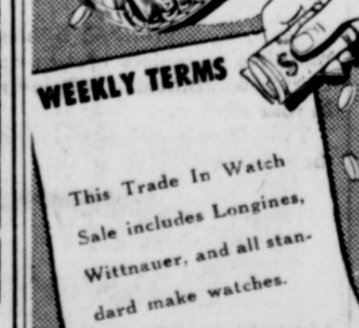 $
WEEKLY TERMS
This Trade In Watch
Sale includes Longines,
Wittnauer, and all stan-
dard make watches.